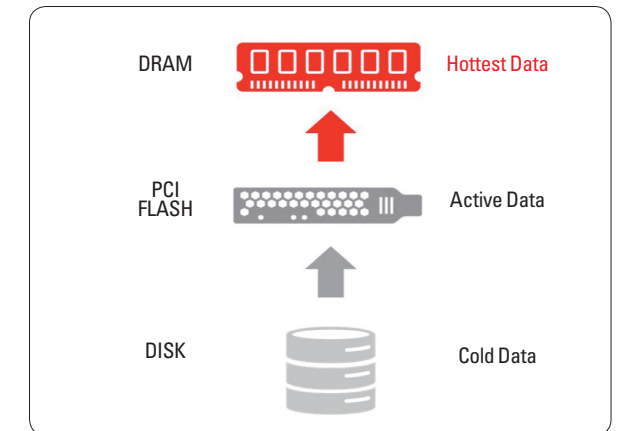 DRAM
Hottest Data
PCI
FLASH
Active Data
DISK
Cold Data